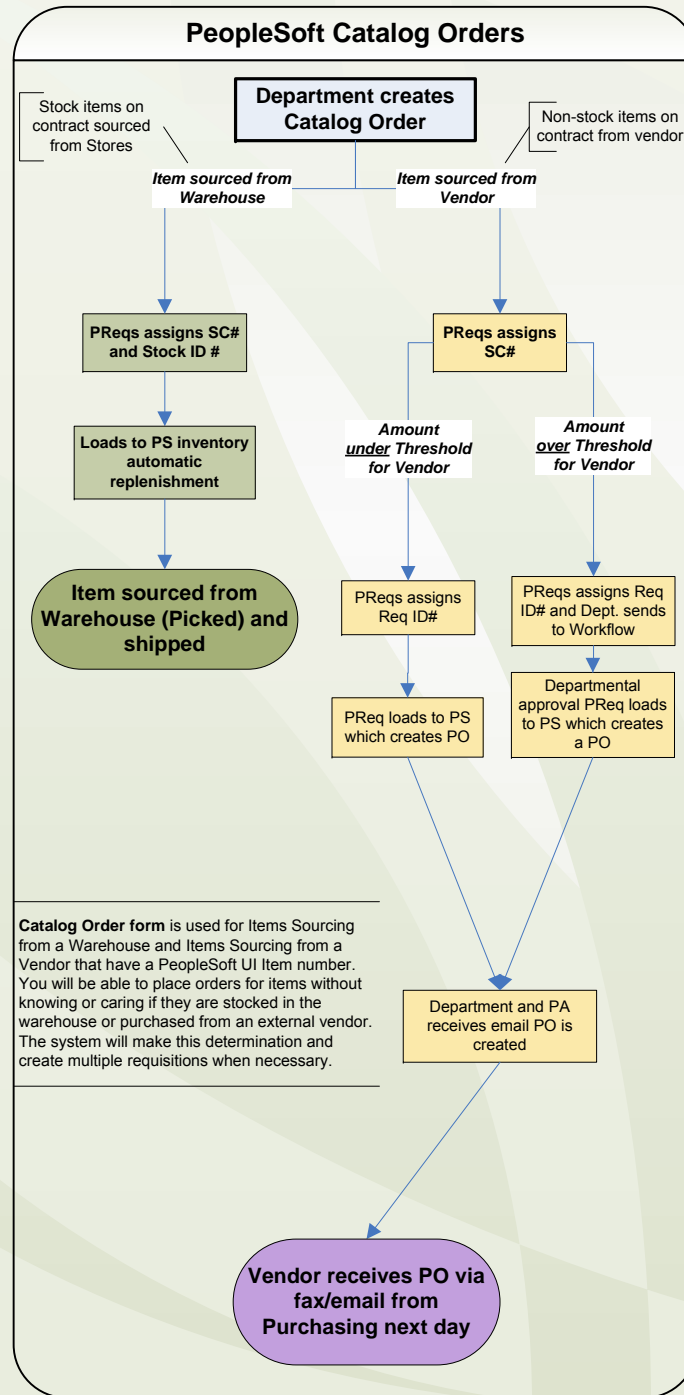 PeopleSoft Catalog Orders
Stock items on
contract sourced
from Stores
Department creates
Catalog Order
Non-stock items on
contract from vendor
Item sourced from
Warehouse
Item sourced from
Vendor
PReqs assigns SC#
and Stock ID #
PReqs assigns
SC#
Loads to PS inventory
automatic
replenishment
Amount
under Threshold
for Vendor
Amount
over Threshold
for Vendor
Item sourced from
Warehouse (Picked) and
shipped
PReqs assigns
Req ID#
PReqs assigns Req
ID# and Dept. sends
to Workflow
PReq loads to PS
which creates PO
Departmental
approval PReq loads
to PS which creates
a PO
Catalog Order form is used for Items Sourcing
from a Warehouse and Items Sourcing from a
Vendor that have a PeopleSoft UI Item number.
You will be able to place orders for items without
knowing or caring if they are stocked in the
warehouse or purchased from an external vendor.
The system will make this determination and
create multiple requisitions when necessary.
Department and PA
receives email PO is
created
Vendor receives PO via
fax/email from
Purchasing next day